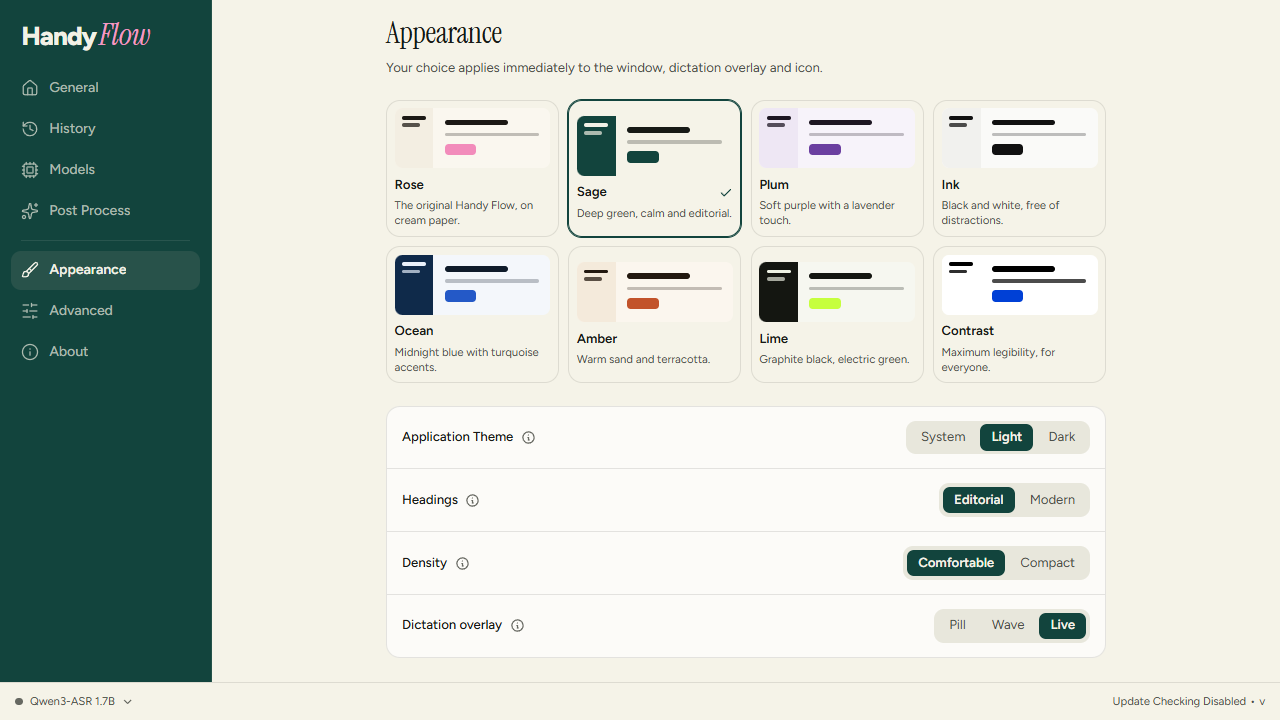 Handy Flow
General
History
Models
Post Process
Appearance
Advanced
About
Appearance
Your choice applies immediately to the window, dictation overlay and icon.
Rose
The original Handy Flow, on
cream paper.
Sage
Deep green, calm and editorial.
Plum
Soft purple with a lavender
touch.
Ink
Black and white, free of
distractions.
Ocean
Midnight blue with turquoise
accents.
Amber
Warm sand and terracotta.
Lime
Graphite black, electric green.
Contrast
Maximum legibility, for
everyone.
Application Theme
System Light Dark
Headings
Editorial Modern
Density
Comfortable Compact
Dictation overlay
Pill Wave Live
Qwen3-ASR 1.7B
Update Checking Disabled • v